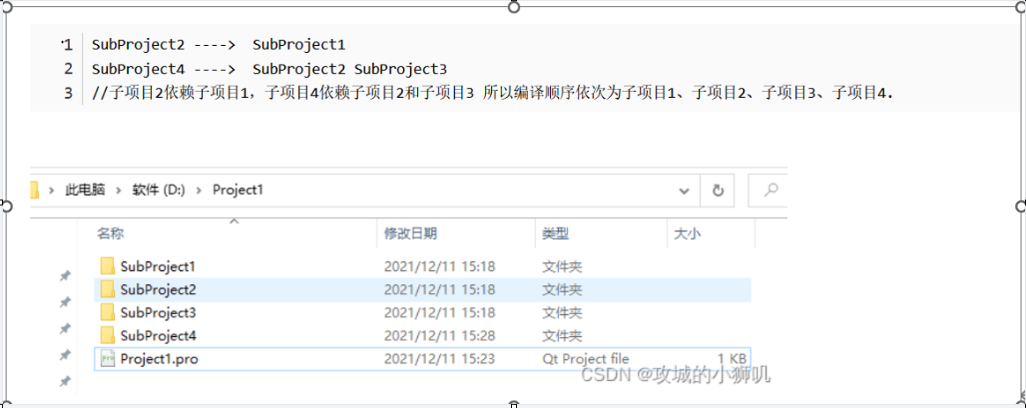 1 SubProject2 ----> SubProject1
2 SubProject4 ----> SubProject2 SubProject3
3 //子项目2依赖子项目1，子项目4依赖子项目2和子项目3 所以编译顺序依次为子项目1、子项目2、子项目3、子项目4.
此电脑 > 软件 (D:) > Project1
名称 修改日期 类型 大小
SubProject1 2021/12/11 15:18 文件夹
SubProject2 2021/12/11 15:18 文件夹
SubProject3 2021/12/11 15:18 文件夹
SubProject4 2021/12/11 15:28 文件夹
Project1.pro 2021/12/11 15:23 Qt Project file 1 KB
CSDN @攻城的小狮叽